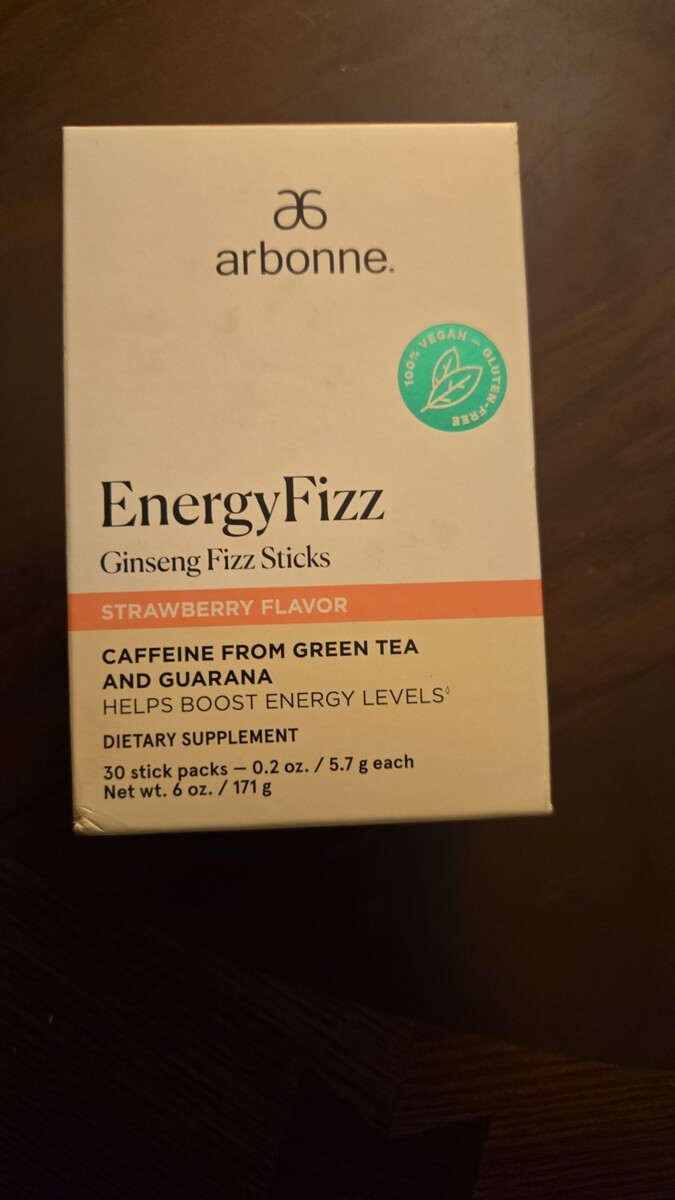 arbonne.
100% VEGAN – GLUTEN-FREE
EnergyFizz
Ginseng Fizz Sticks
STRAWBERRY FLAVOR
CAFFEINE FROM GREEN TEA
AND GUARANA
HELPS BOOST ENERGY LEVELS◊
DIETARY SUPPLEMENT
30 stick packs — 0.2 oz. / 5.7 g each
Net wt. 6 oz. / 171 g